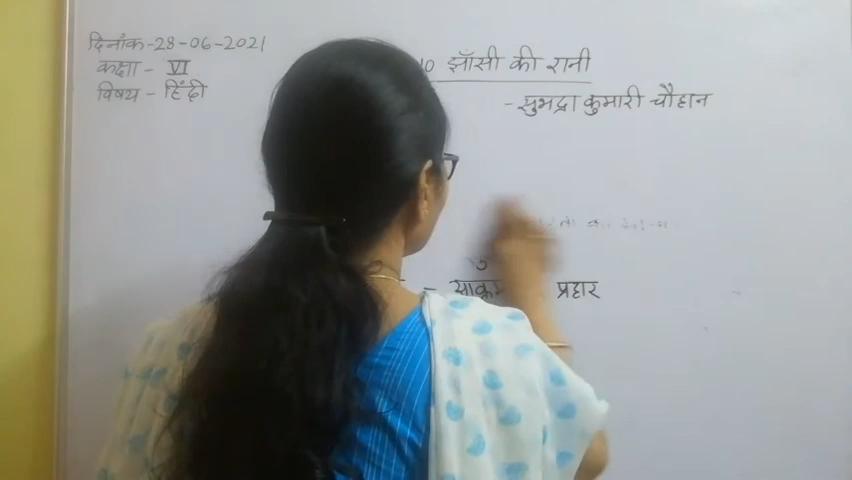 दिनांक-28-06-2021
कक्षा - VI
विषय - हिंदी
10 झाँसी की रानी
- सुभद्रा कुमारी चौहान
- प्रहार